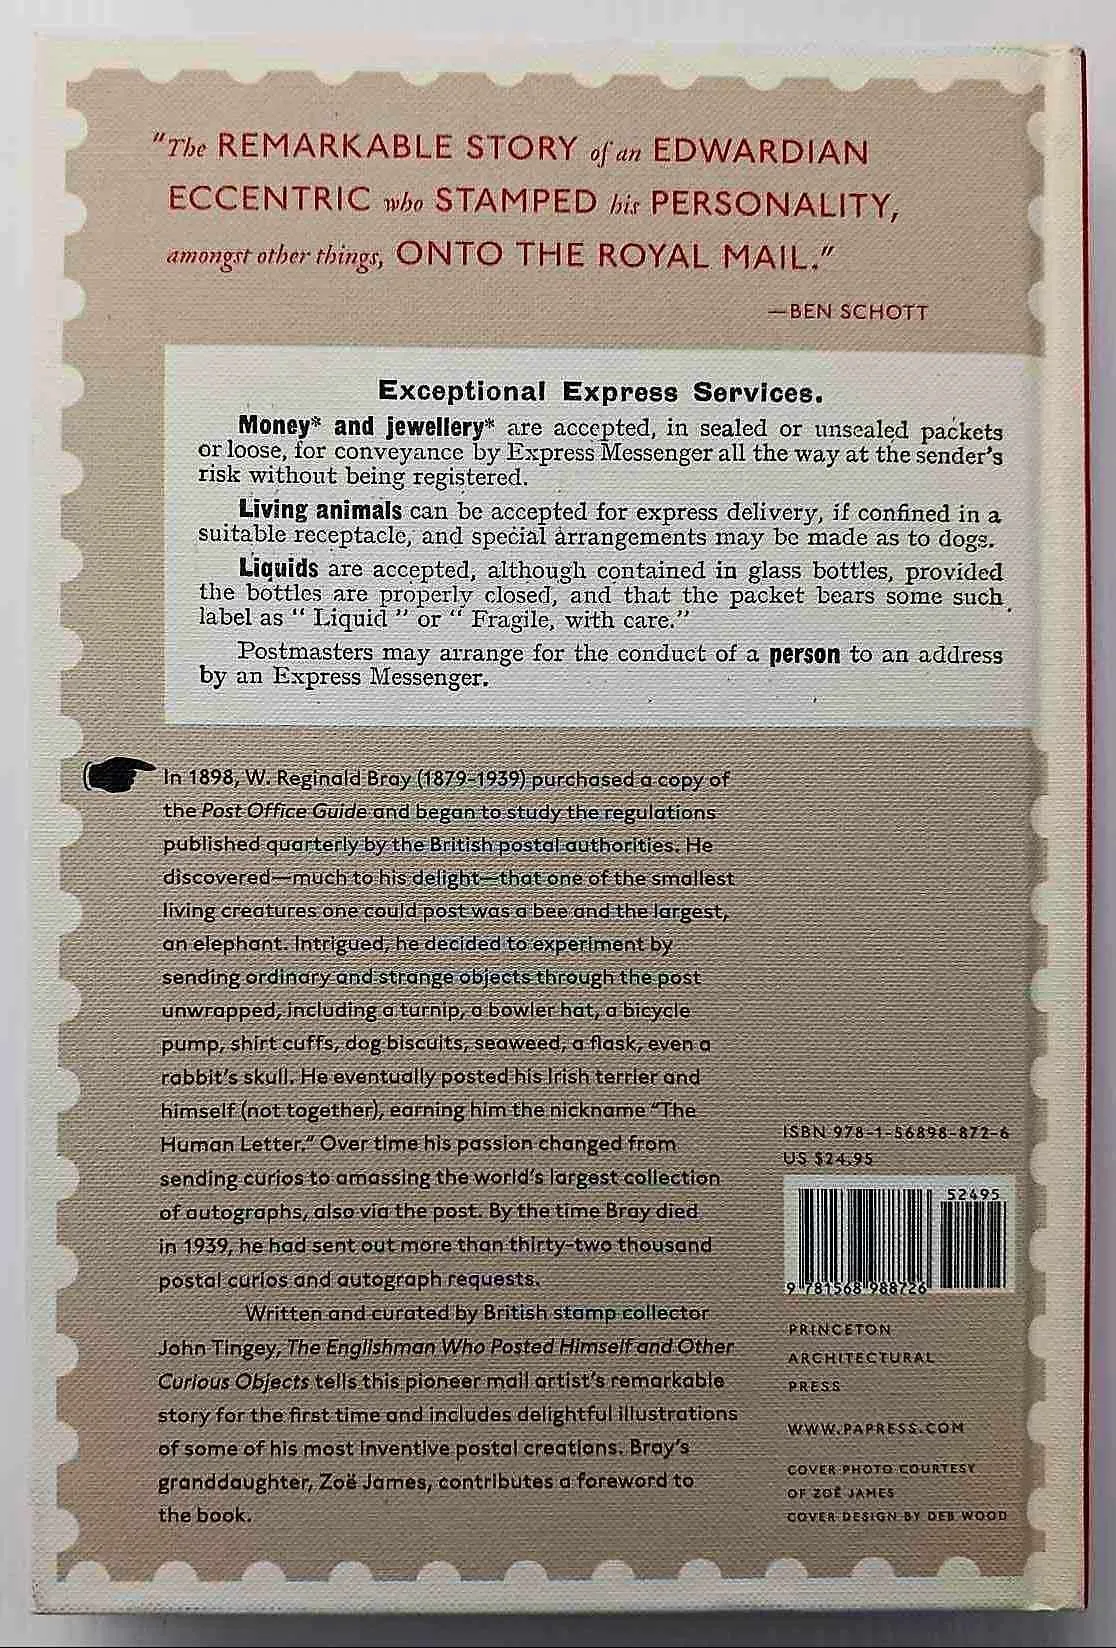 "The REMARKABLE STORY of an EDWARDIAN
ECCENTRIC who STAMPED his PERSONALITY,
amongst other things, ONTO THE ROYAL MAIL."
—BEN SCHOTT
Exceptional Express Services.
Money* and jewellery* are accepted, in sealed or unsealed packets
or loose, for conveyance by Express Messenger all the way at the sender's
risk without being registered.
Living animals can be accepted for express delivery, if confined in a
suitable receptacle, and special arrangements may be made as to dogs.
Liquids are accepted, although contained in glass bottles, provided
the bottles are properly closed, and that the packet bears some such
label as "Liquid" or "Fragile, with care."
Postmasters may arrange for the conduct of a person to an address
by an Express Messenger.
In 1898, W. Reginald Bray (1879–1939) purchased a copy of
the Post Office Guide and began to study the regulations
published quarterly by the British postal authorities. He
discovered—much to his delight—that one of the smallest
living creatures one could post was a bee and the largest,
an elephant. Intrigued, he decided to experiment by
sending ordinary and strange objects through the post
unwrapped, including a turnip, a bowler hat, a bicycle
pump, shirt cuffs, dog biscuits, seaweed, a flask, even a
rabbit's skull. He eventually posted his Irish terrier and
himself (not together), earning him the nickname "The
Human Letter." Over time his passion changed from
sending curios to amassing the world's largest collection
of autographs, also via the post. By the time Bray died
in 1939, he had sent out more than thirty-two thousand
postal curios and autograph requests.
Written and curated by British stamp collector
John Tingey, The Englishman Who Posted Himself and Other
Curious Objects tells this pioneer mail artist's remarkable
story for the first time and includes delightful illustrations
of some of his most inventive postal creations. Bray's
granddaughter, Zoë James, contributes a foreword to
the book.
ISBN 978-1-56898-872-6
US $24.95
52495
9 781568 988726
PRINCETON
ARCHITECTURAL
PRESS
WWW.PAPRESS.COM
COVER PHOTO COURTESY
OF ZOË JAMES
COVER DESIGN BY DEB WOOD